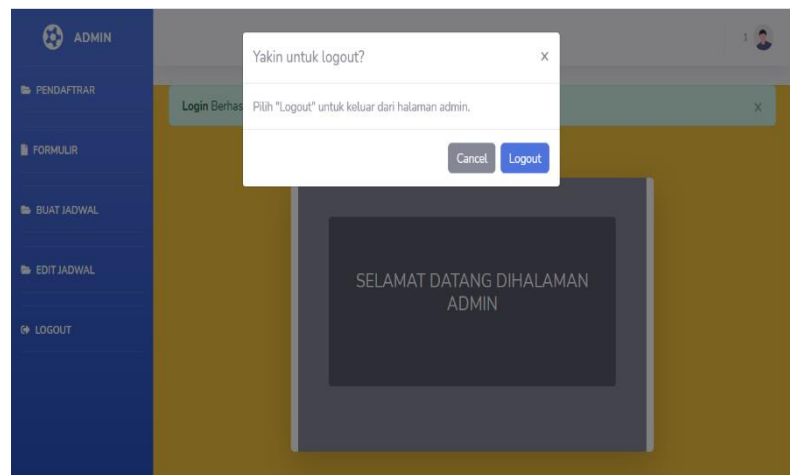 ADMIN
PENDAFTRAR
FORMULIR
BUAT JADWAL
EDIT JADWAL
LOGOUT
1
Yakin untuk logout?
X
Pilih "Logout" untuk keluar dari halaman admin.
Cancel
Logout
Login Berhas
X
SELAMAT DATANG DIHALAMAN
ADMIN